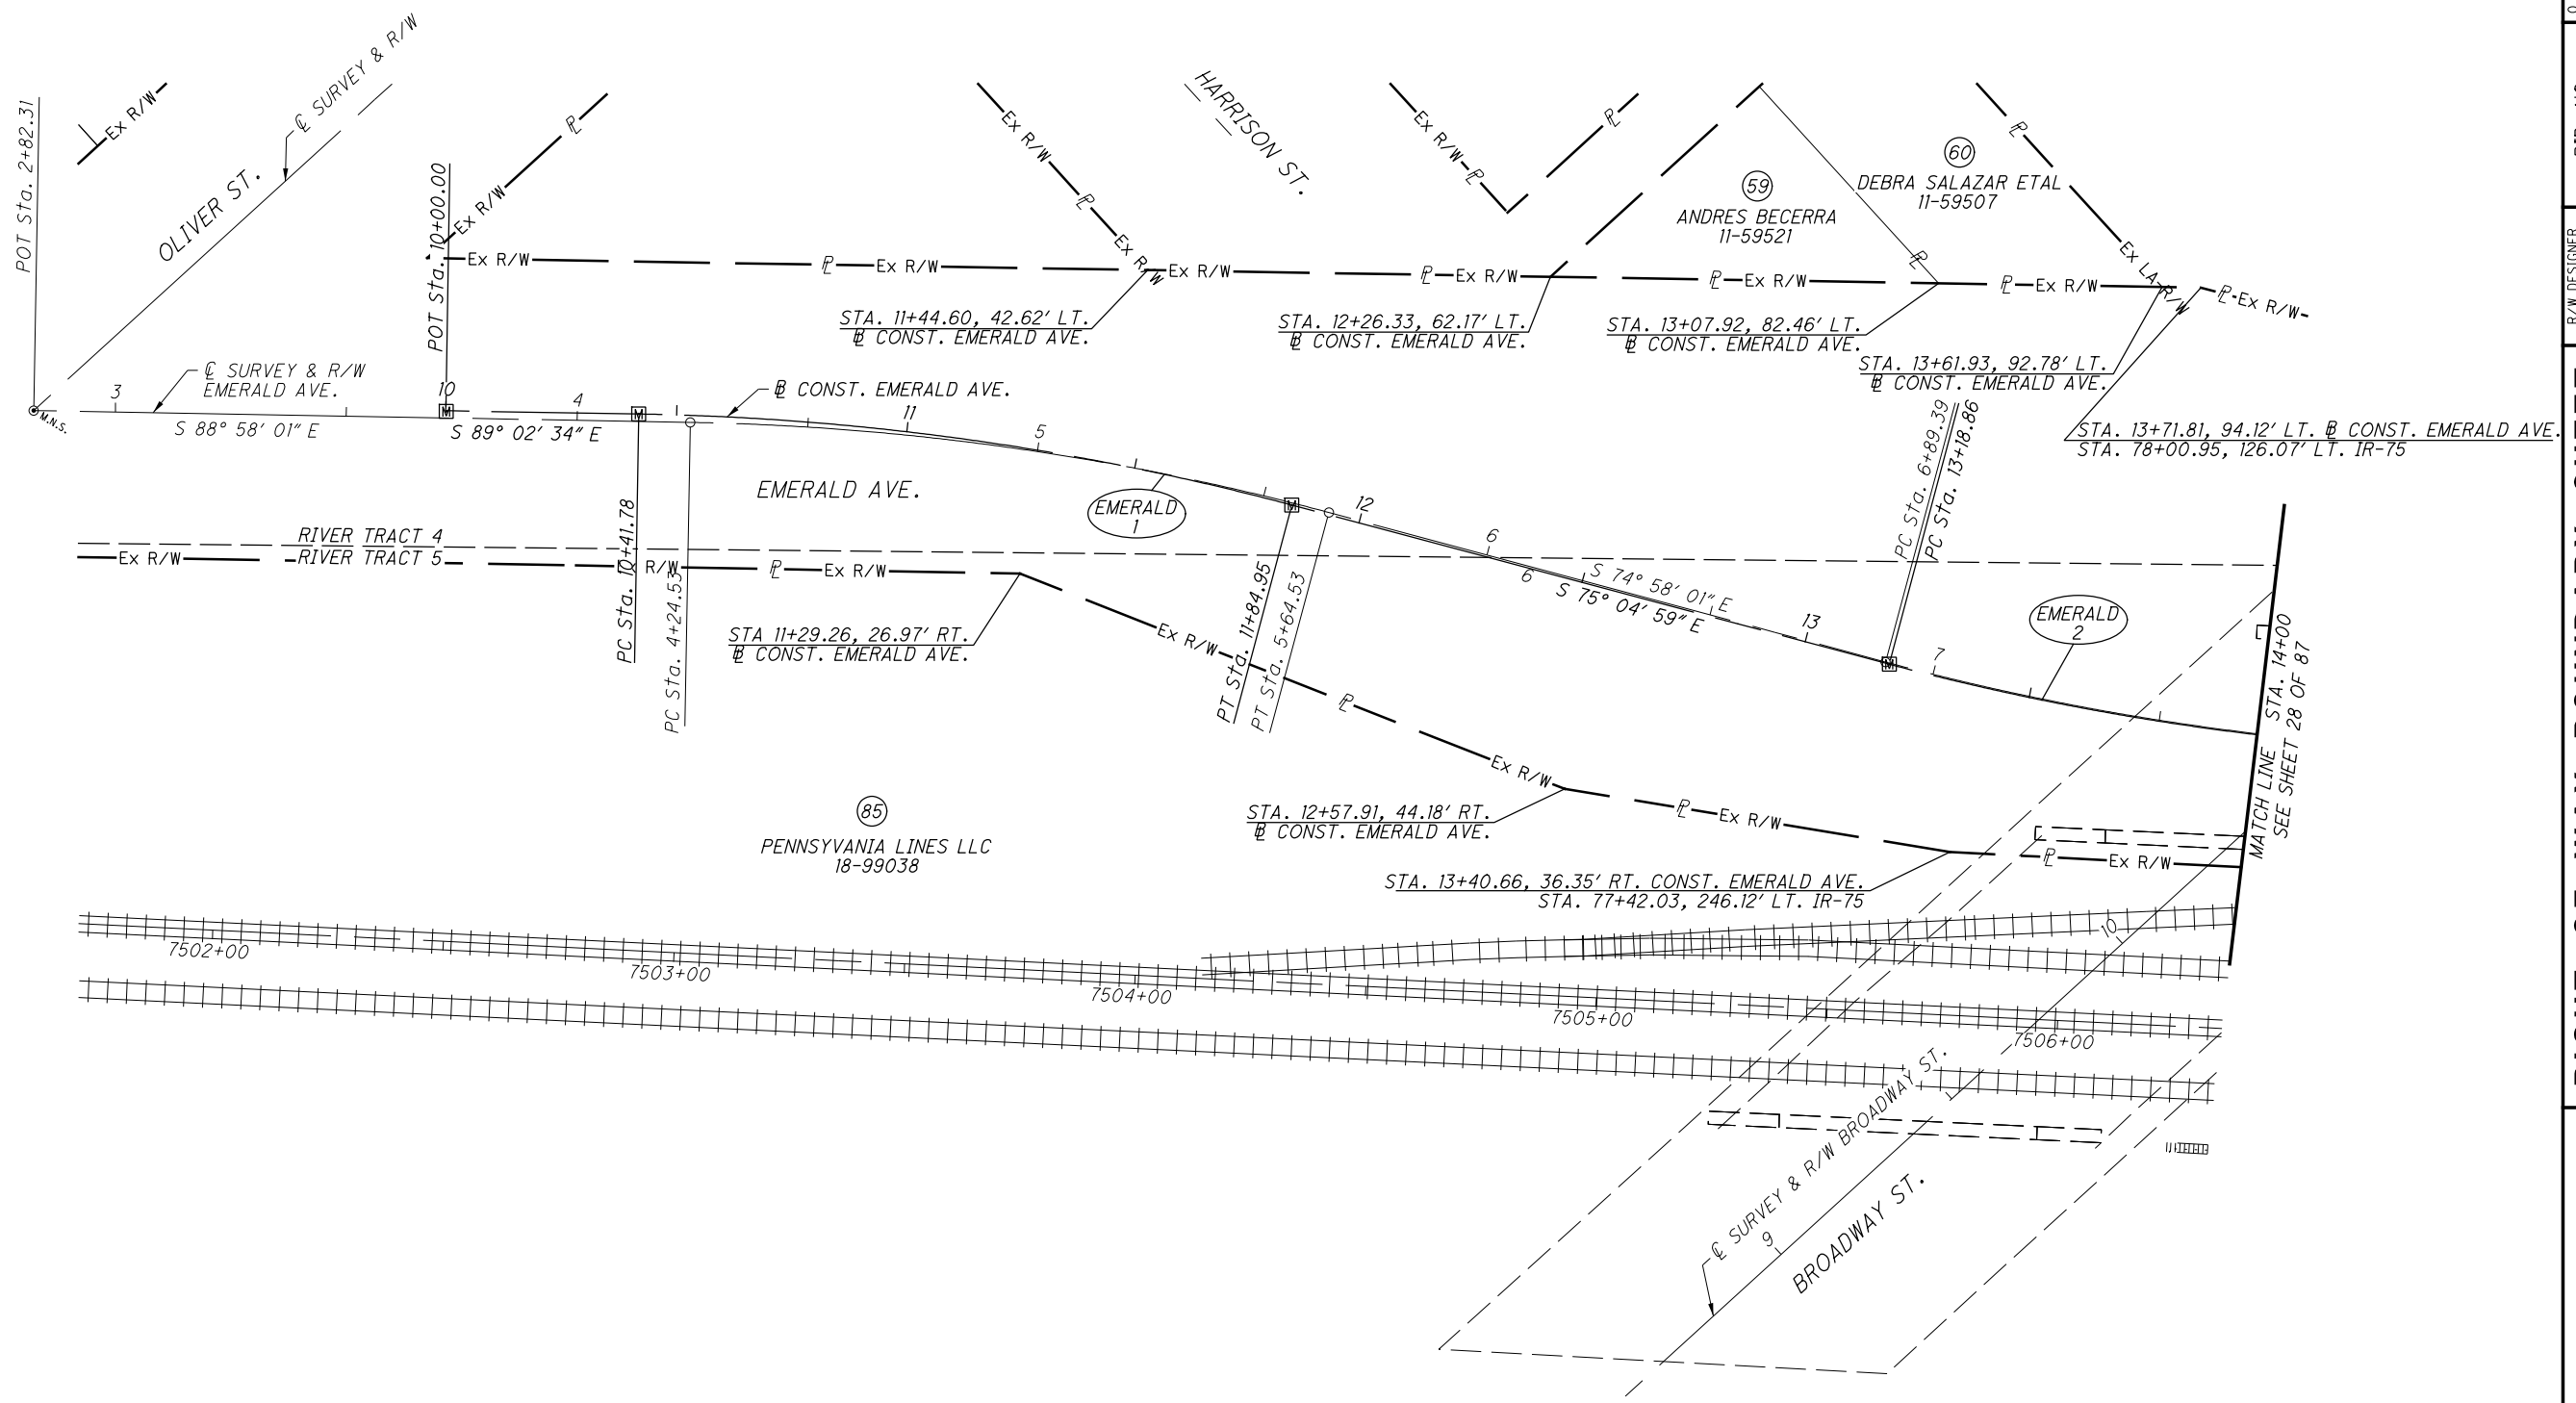 POT Sta. 2+82.31
Ex R/W
℄ SURVEY & R/W
OLIVER ST.
POT Sta. 10+00.00
Ex R/W
℄ SURVEY & R/W
EMERALD AVE.
3
10
4
11
5
M
M
M.N.S.
S 88° 58' 01" E
S 89° 02' 34" E
Ex R/W
Ex R/W
Ex R/W
Ex R/W
HARRISON ST.
Ex R/W
Ex R/W
Ex R/W
Ex R/W
Ex R/W
59
ANDRES BECERRA
11-59521
60
DEBRA SALAZAR ETAL
11-59507
Ex LA-R/W
Ex R/W
STA. 11+44.60, 42.62' LT.
B CONST. EMERALD AVE.
STA. 12+26.33, 62.17' LT.
B CONST. EMERALD AVE.
STA. 13+07.92, 82.46' LT.
B CONST. EMERALD AVE.
STA. 13+61.93, 92.78' LT.
B CONST. EMERALD AVE.
STA. 13+71.81, 94.12' LT. B CONST. EMERALD AVE.
STA. 78+00.95, 126.07' LT. IR-75
B CONST. EMERALD AVE.
EMERALD AVE.
EMERALD
1
M
12
6
6
S 74° 58' 01" E
S 75° 04' 59" E
13
M
7
PC Sta. 6+89.39
PC Sta. 13+18.86
EMERALD
2
RIVER TRACT 4
RIVER TRACT 5
Ex R/W
R/W
Ex R/W
PC Sta. 10+41.78
PC Sta. 4+24.53
STA 11+29.26, 26.97' RT.
B CONST. EMERALD AVE.
Ex R/W
PT Sta. 11+84.95
PT Sta. 5+64.53
Ex R/W
Ex R/W
Ex R/W
MATCH LINE STA. 14+00
SEE SHEET 28 OF 87
85
PENNSYVANIA LINES LLC
18-99038
STA. 12+57.91, 44.18' RT.
B CONST. EMERALD AVE.
STA. 13+40.66, 36.35' RT. CONST. EMERALD AVE.
STA. 77+42.03, 246.12' LT. IR-75
7502+00
7503+00
7504+00
7505+00
7506+00
10
℄ SURVEY & R/W BROADWAY ST.
9
BROADWAY ST.
R/W DESIGNER